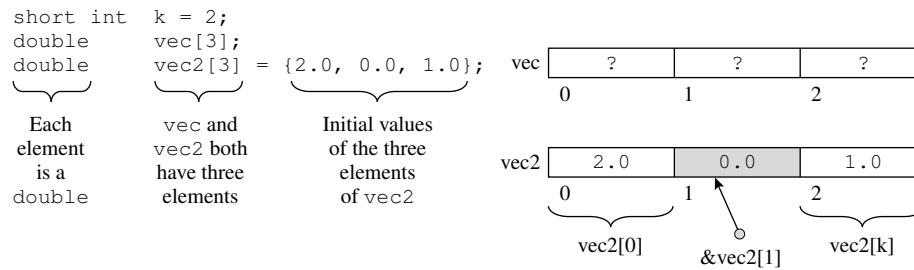 short int k = 2;
double vec[3];
double vec2[3] = {2.0, 0.0, 1.0};
Each
element
is a
double
vec and
vec2 both
have three
elements
Initial values
of the three
elements
of vec2
vec ? ? ?
0 1 2
vec2 2.0 0.0 1.0
0 1 2
vec2[0] &vec2[1] vec2[k]